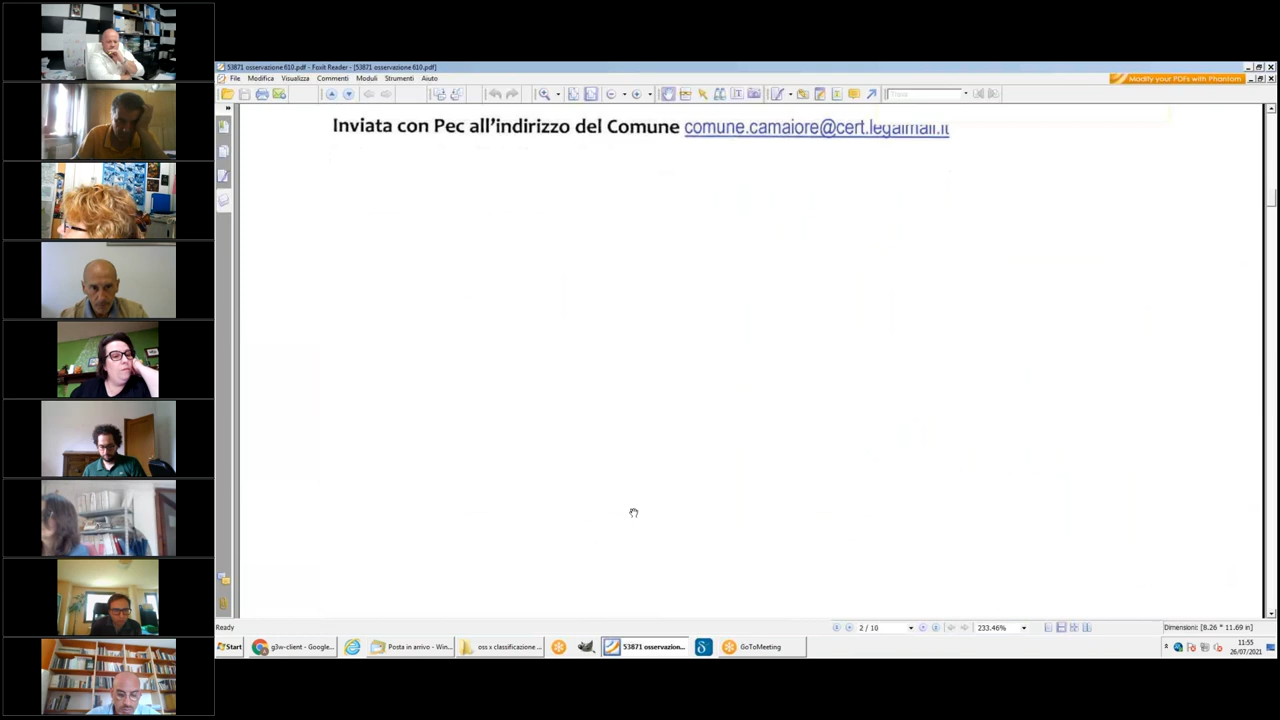 53871 osservazione 610.pdf - Foxit Reader - [53871 osservazione 610.pdf]
File Modifica Visualizza Commenti Moduli Strumenti Aiuto
Modify your PDFs with Phantom
Trova
Inviata con Pec all'indirizzo del Comune comune.camaiore@cert.legalmail.it
Ready
2 / 10
233.46%
Dimensioni: [8.26 * 11.69 in]
Start
g3w-client - Google...
Posta in arrivo - Win...
oss x classificazione ...
53871 osservazion...
GoToMeeting
11:55
26/07/2021